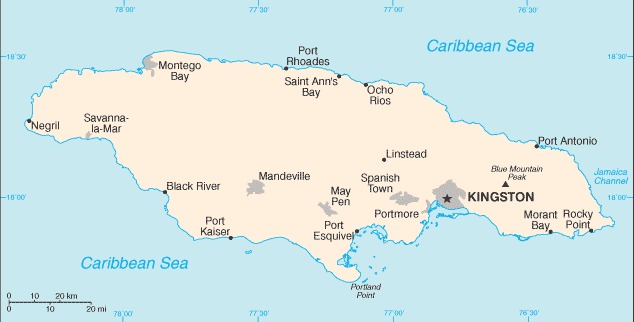 78°00'
77°30'
77°00'
76°30'
18°30'
18°30'
Caribbean Sea
Port
Rhoades
Montego
Bay
Saint Ann's
Bay
Ocho
Rios
Negril
Savanna-
la-Mar
Port Antonio
Linstead
Blue Mountain
Peak
Jamaica
Channel
Mandeville
Spanish
Town
Black River
May
Pen
18°00'
KINGSTON
18°00'
Portmore
Port
Kaiser
Port
Esquivel
Morant
Bay
Rocky
Point
Caribbean Sea
Portland
Point
0 10 20 km
0 10 20 mi
78°00'
77°30'
77°00'
76°30'